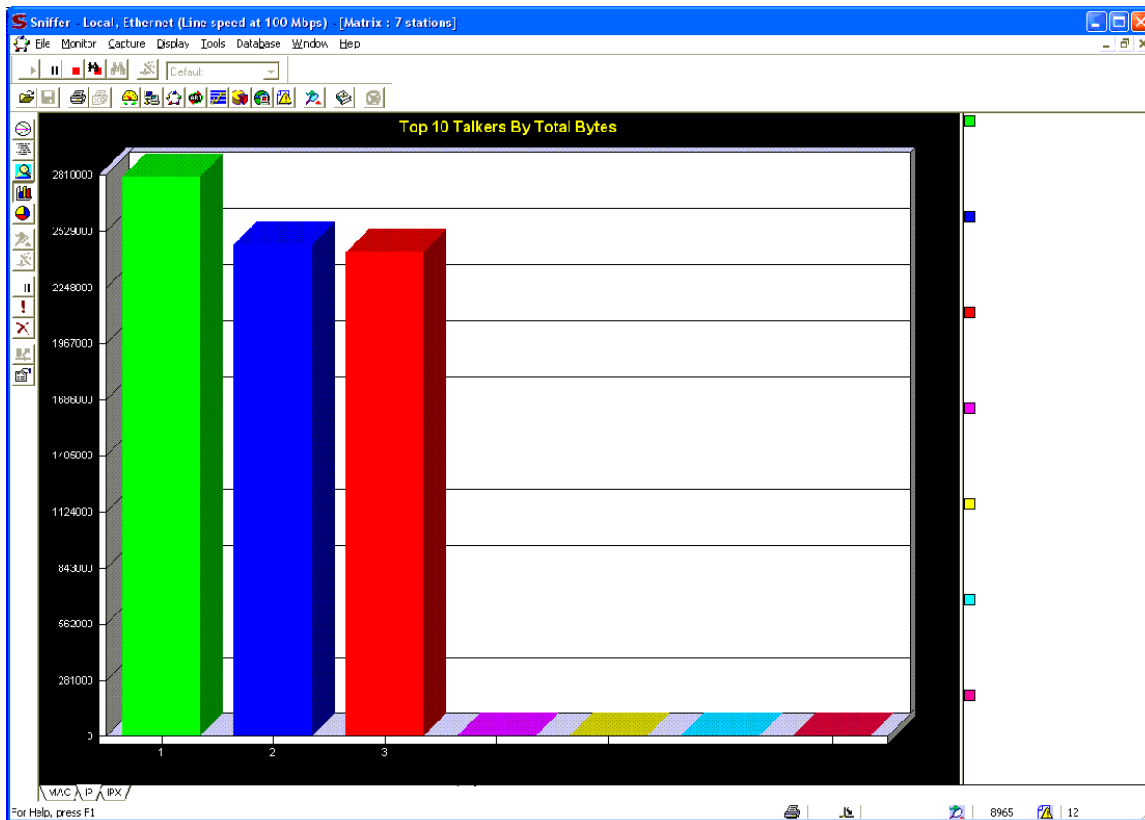 Sniffer - Local, Ethernet (Line speed at 100 Mbps) - [Matrix : 7 stations]
File Monitor Capture Display Tools Database Window Help
Default
Top 10 Talkers By Total Bytes
2810000
2529000
2248000
1967000
1686000
1405000
1124000
843000
562000
281000
0
1 2 3
MAC IP IPX
For Help, press F1
8965 12